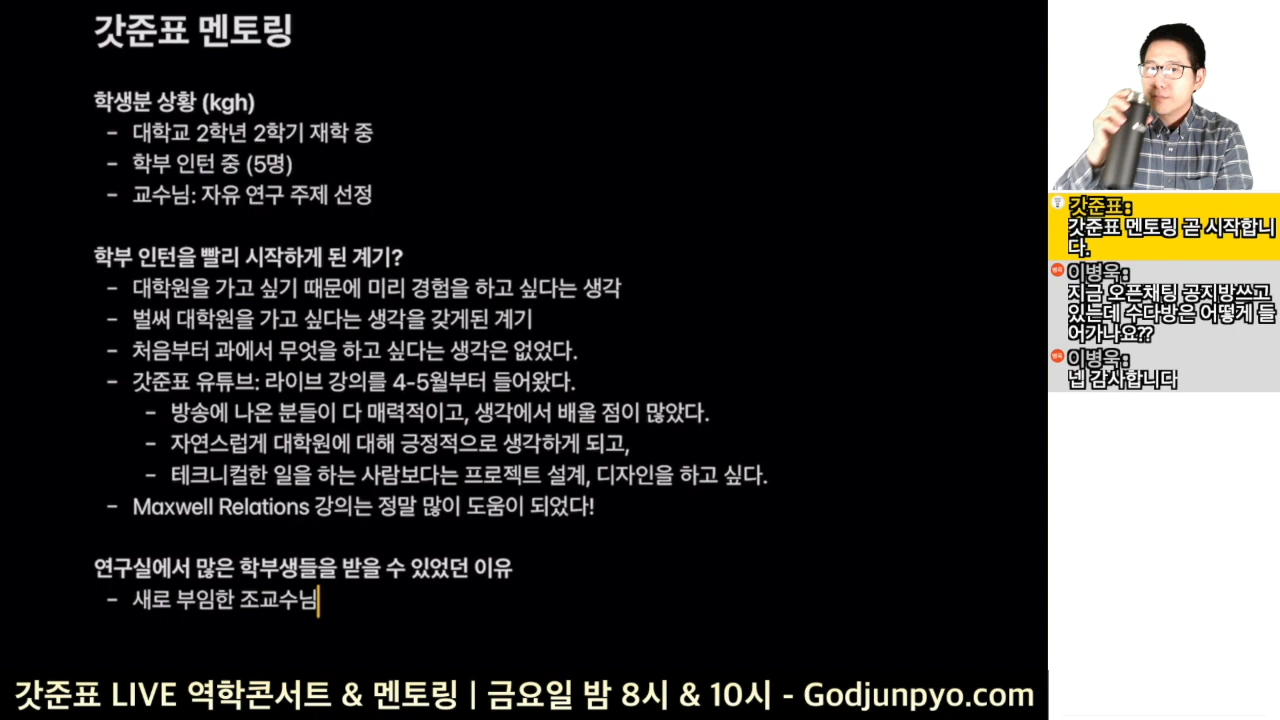 갓준표 멘토링
학생분 상황 (kgh)
- 대학교 2학년 2학기 재학 중
- 학부 인턴 중 (5명)
- 교수님: 자유 연구 주제 선정
학부 인턴을 빨리 시작하게 된 계기?
- 대학원을 가고 싶기 때문에 미리 경험을 하고 싶다는 생각
- 벌써 대학원을 가고 싶다는 생각을 갖게된 계기
- 처음부터 과에서 무엇을 하고 싶다는 생각은 없었다.
- 갓준표 유튜브: 라이브 강의를 4-5월부터 들어왔다.
- 방송에 나온 분들이 다 매력적이고, 생각에서 배울 점이 많았다.
- 자연스럽게 대학원에 대해 긍정적으로 생각하게 되고,
- 테크니컬한 일을 하는 사람보다는 프로젝트 설계, 디자인을 하고 싶다.
- Maxwell Relations 강의는 정말 많이 도움이 되었다!
연구실에서 많은 학부생들을 받을 수 있었던 이유
- 새로 부임한 조교수님
갓준표 LIVE 역학콘서트 & 멘토링 | 금요일 밤 8시 & 10시 - Godjunpyo.com
갓준표:
갓준표 멘토링 곧 시작합니
다.
이병욱:
지금 오픈채팅 공지방쓰고
있는데 수다방은 어떻게 들
어가나요??
이병욱:
넵 감사합니다